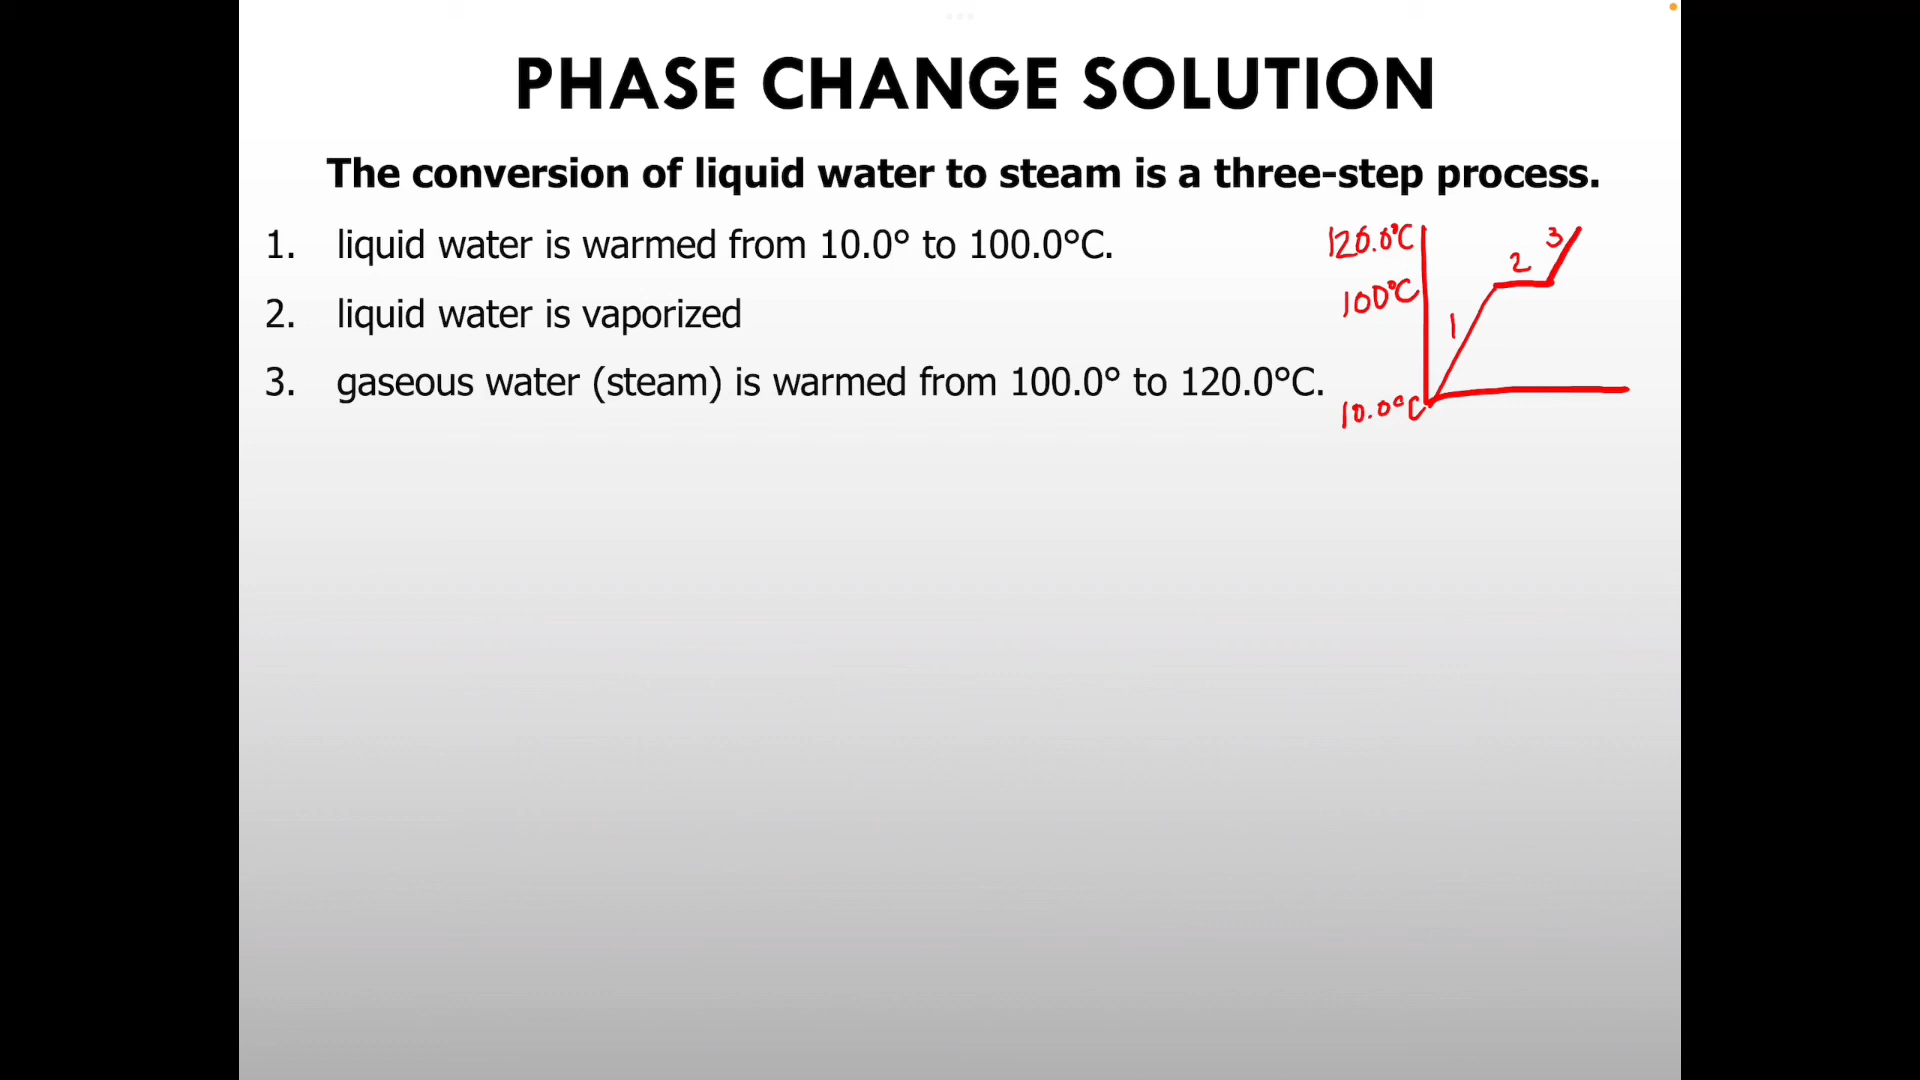 PHASE CHANGE SOLUTION
The conversion of liquid water to steam is a three-step process.
1. liquid water is warmed from 10.0° to 100.0°C.
2. liquid water is vaporized
3. gaseous water (steam) is warmed from 100.0° to 120.0°C.
120.0°C
100°C
10.0°C
1
2
3